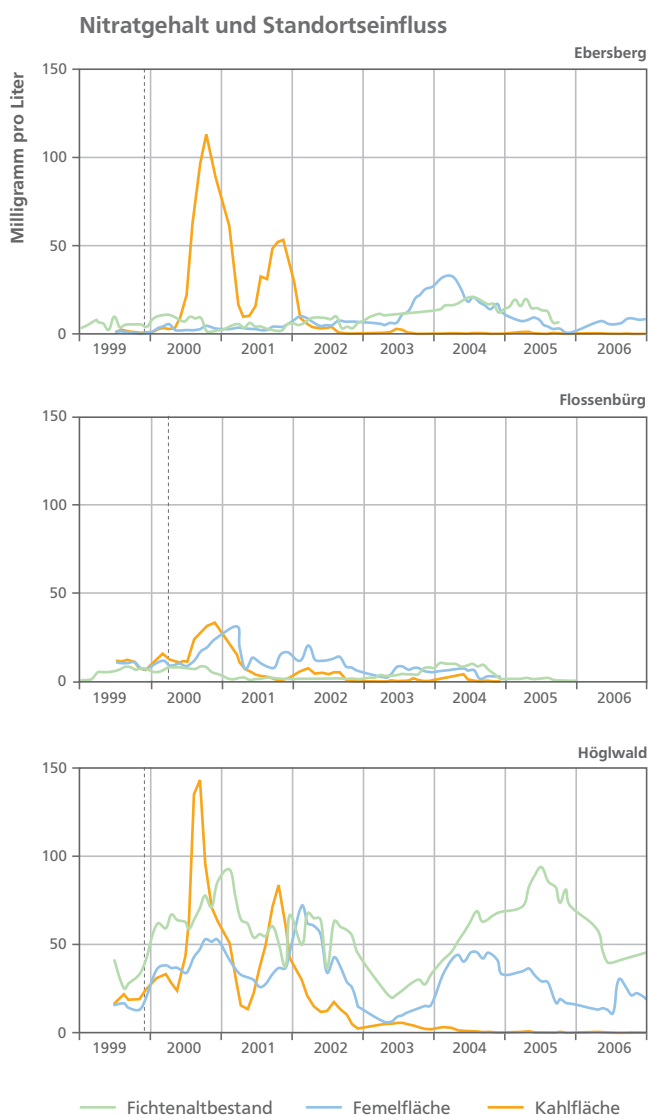 Nitratgehalt und Standortseinfluss
Ebersberg
Milligramm pro Liter
150
100
50
0
1999 2000 2001 2002 2003 2004 2005 2006
Flossenbürg
150
100
50
0
1999 2000 2001 2002 2003 2004 2005 2006
Höglwald
150
100
50
0
1999 2000 2001 2002 2003 2004 2005 2006
Fichtenaltbestand Femelfläche Kahlfläche